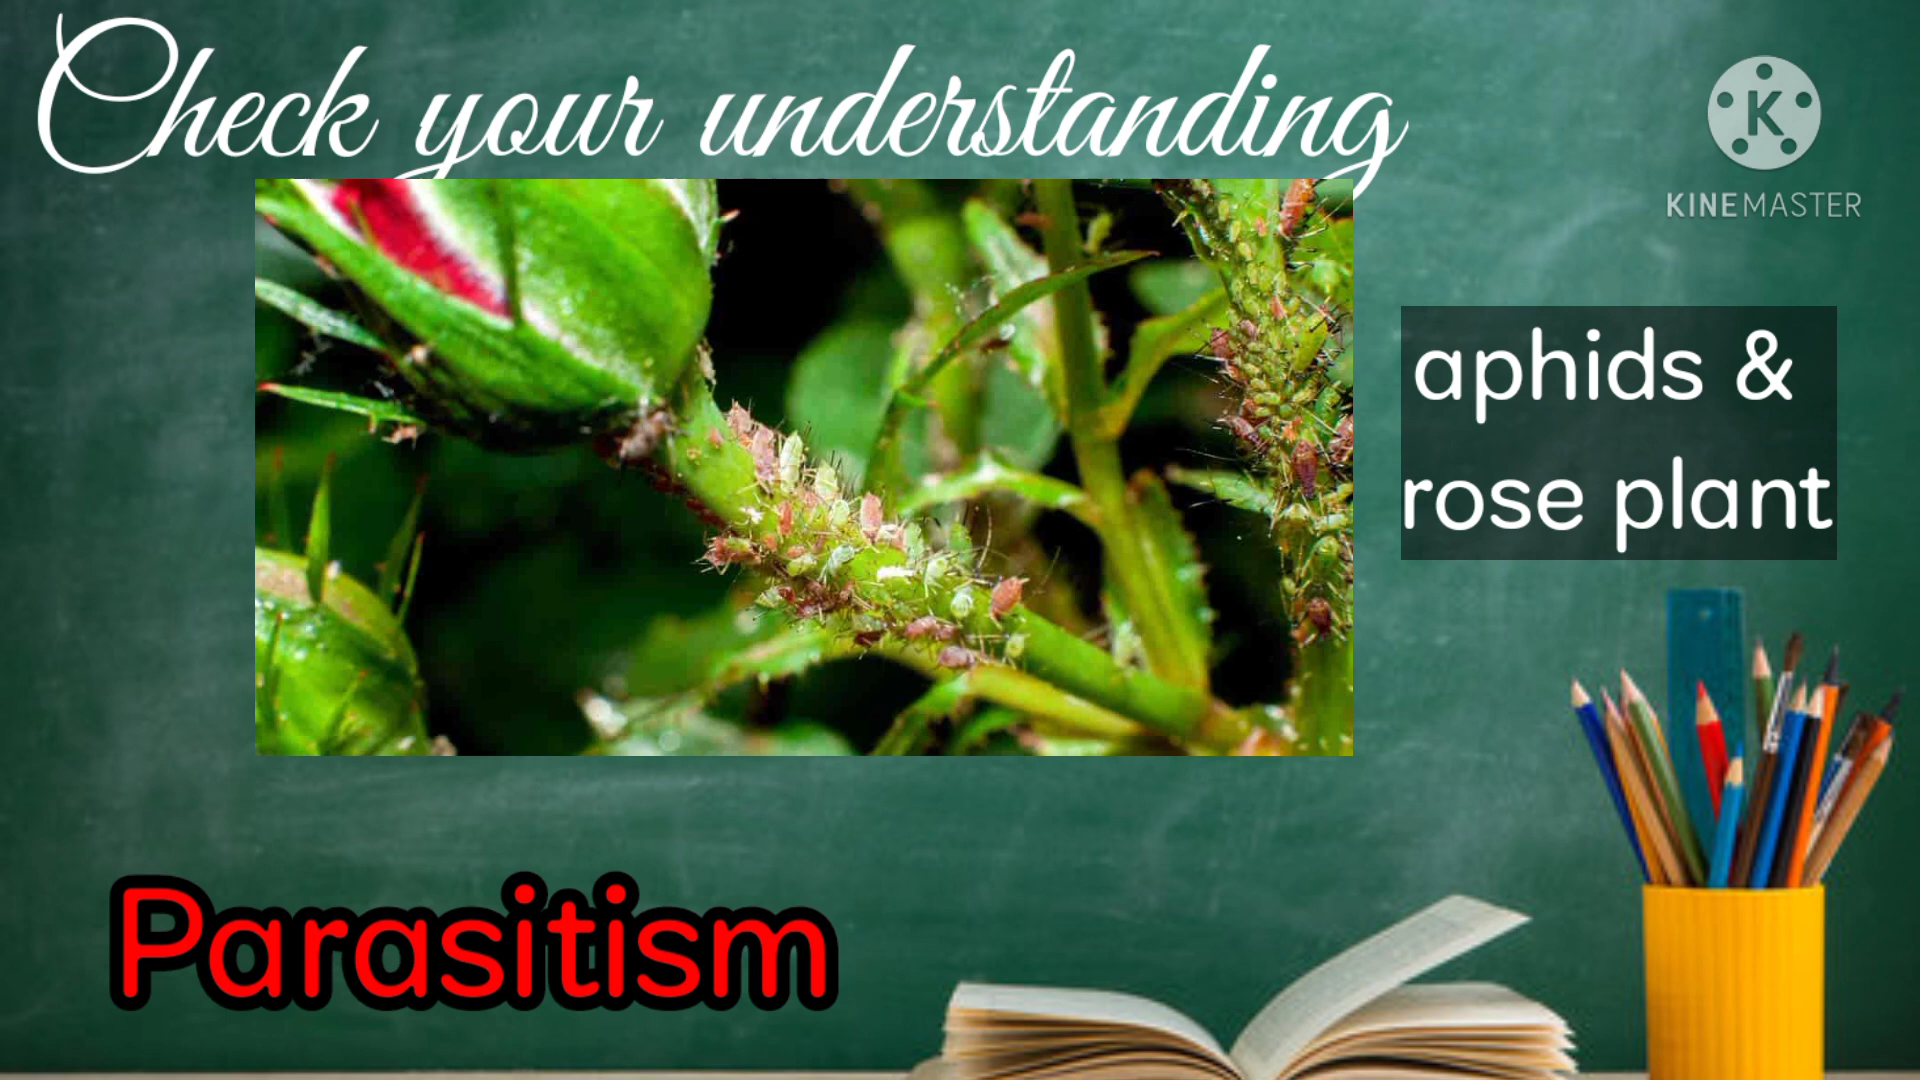 Check your understanding
K
KINEMASTER
aphids &
rose plant
Parasitism